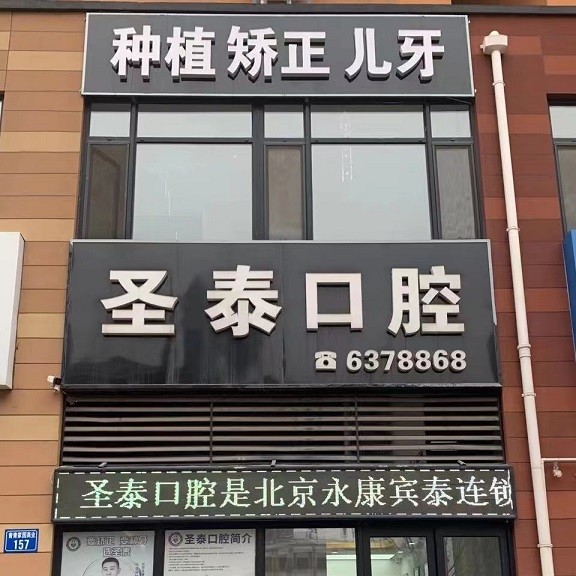 种植 矫正 儿牙
圣泰口腔
☎6378868
圣泰口腔是北京永康宾泰连锁
157
圣泰口腔简介